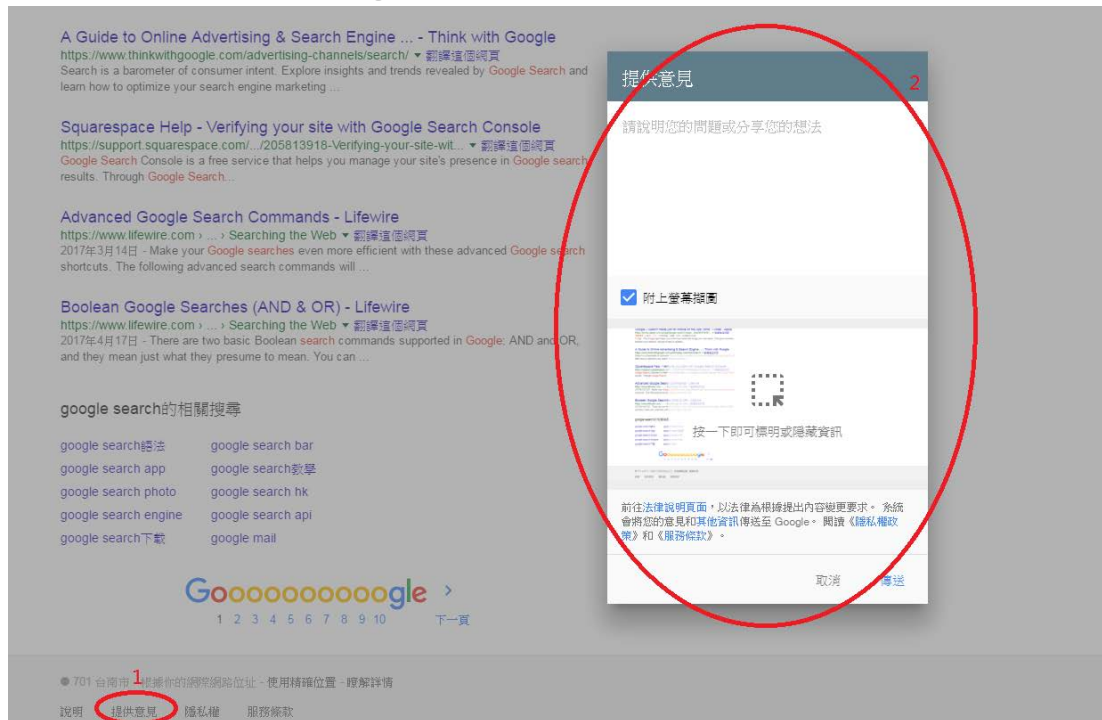 A Guide to Online Advertising & Search Engine ... - Think with Google
https://www.thinkwithgoogle.com/advertising-channels/search/ ▼ 翻譯這個網頁
Search is a barometer of consumer intent. Explore insights and trends revealed by Google Search and
learn how to optimize your search engine marketing ...
Squarespace Help - Verifying your site with Google Search Console
https://support.squarespace.com/.../205813918-Verifying-your-site-wit... ▼ 翻譯這個網頁
Google Search Console is a free service that helps you manage your site's presence in Google search
results. Through Google Search...
Advanced Google Search Commands - Lifewire
https://www.lifewire.com › ... › Searching the Web ▼ 翻譯這個網頁
2017年3月14日 - Make your Google searches even more efficient with these advanced Google search
shortcuts. The following advanced search commands will ...
Boolean Google Searches (AND & OR) - Lifewire
https://www.lifewire.com › ... › Searching the Web ▼ 翻譯這個網頁
2017年4月17日 - There are two basic Boolean search commands supported in Google: AND and OR,
and they mean just what they presume to mean. You can ...
google search的相關搜尋
google search語法 google search bar
google search app google search教學
google search photo google search hk
google search engine google search api
google search下載 google mail
Goooooooooogle >
1 2 3 4 5 6 7 8 9 10 下一頁
1
701 台南市 - 根據你的網際網路位址 - 使用精確位置 - 瞭解詳情
說明 提供意見 隱私權 服務條款
提供意見 2
請說明您的問題或分享您的想法
附上螢幕擷圖
按一下即可標明或隱藏資訊
前往法律說明頁面，以法律為根據提出內容變更要求。 系統
會將您的意見和其他資訊傳送至 Google。 閱讀《隱私權政
策》和《服務條款》。
取消 傳送